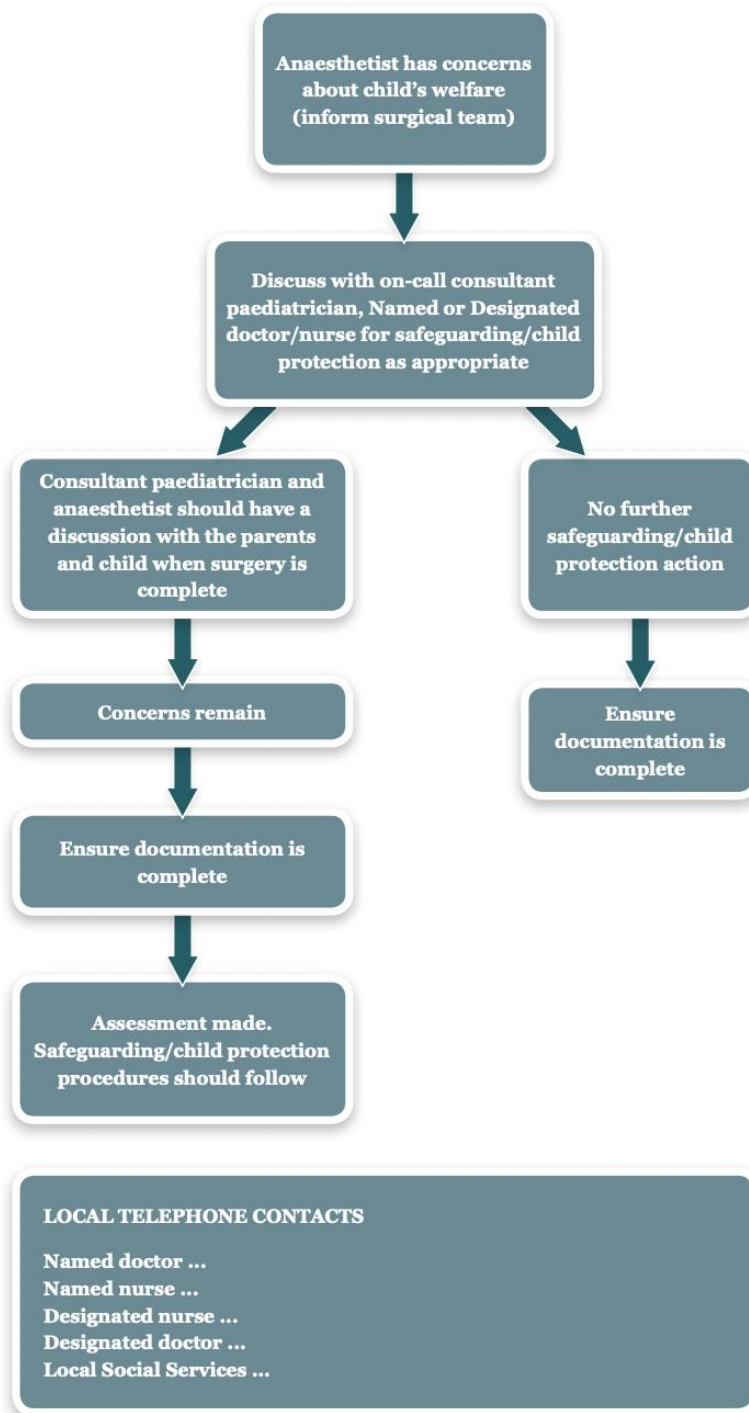 Anaesthetist has concerns
about child's welfare
(inform surgical team)
Discuss with on-call consultant
paediatrician, Named or Designated
doctor/nurse for safeguarding/child
protection as appropriate
Consultant paediatrician and
anaesthetist should have a
discussion with the parents
and child when surgery is
complete
No further
safeguarding/child
protection action
Concerns remain
Ensure
documentation is
complete
Ensure documentation is
complete
Assessment made.
Safeguarding/child protection
procedures should follow
LOCAL TELEPHONE CONTACTS
Named doctor ...
Named nurse ...
Designated nurse ...
Designated doctor ...
Local Social Services ...